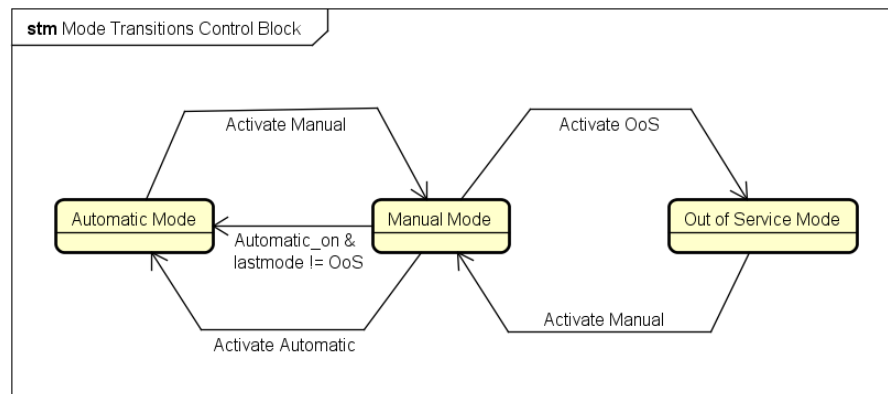 stm Mode Transitions Control Block
Activate Manual
Activate OoS
Automatic Mode
Manual Mode
Out of Service Mode
Automatic_on &
lastmode != OoS
Activate Manual
Activate Automatic